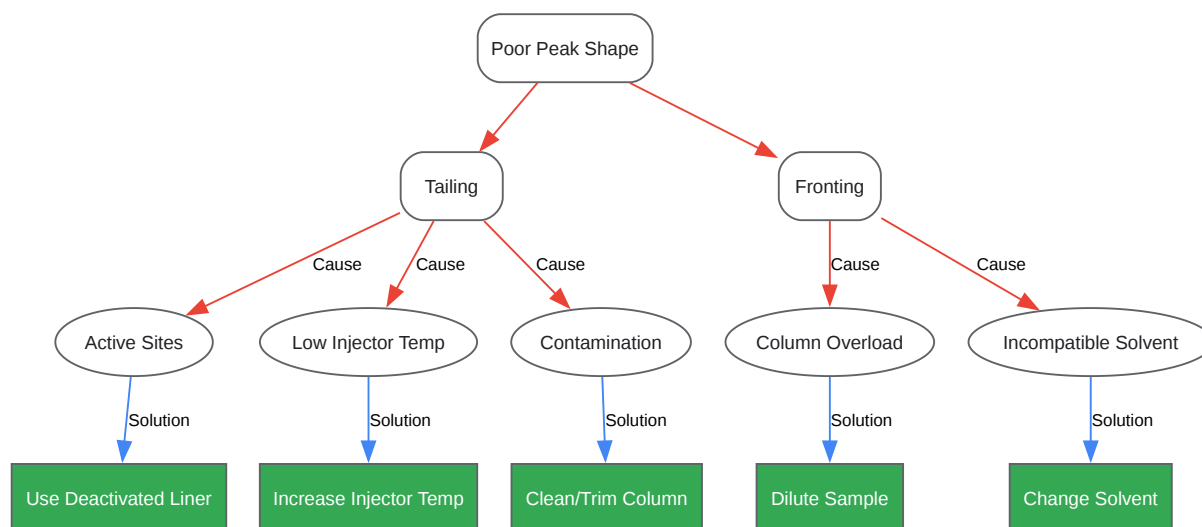 Poor Peak Shape
Tailing
Fronting
Cause
Cause
Cause
Cause
Cause
Active Sites
Low Injector Temp
Contamination
Column Overload
Incompatible Solvent
Solution
Solution
Solution
Solution
Solution
Use Deactivated Liner
Increase Injector Temp
Clean/Trim Column
Dilute Sample
Change Solvent